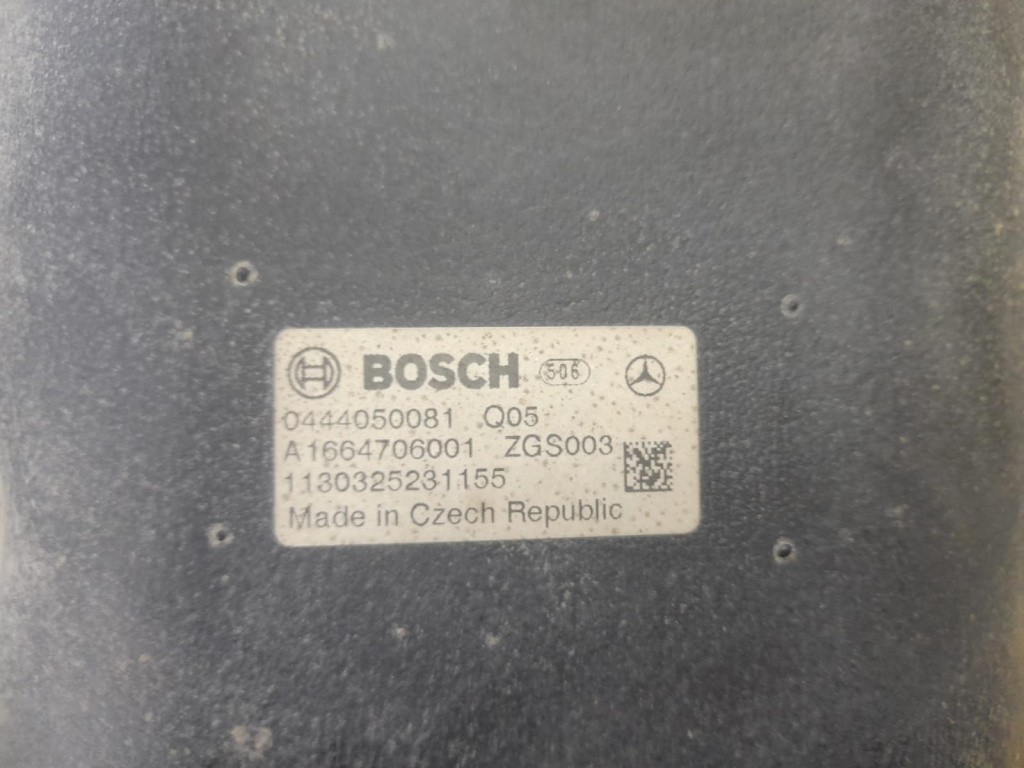 BOSCH 506
0444050081 Q05
A1664706001 ZGS003
1130325231155
Made in Czech Republic